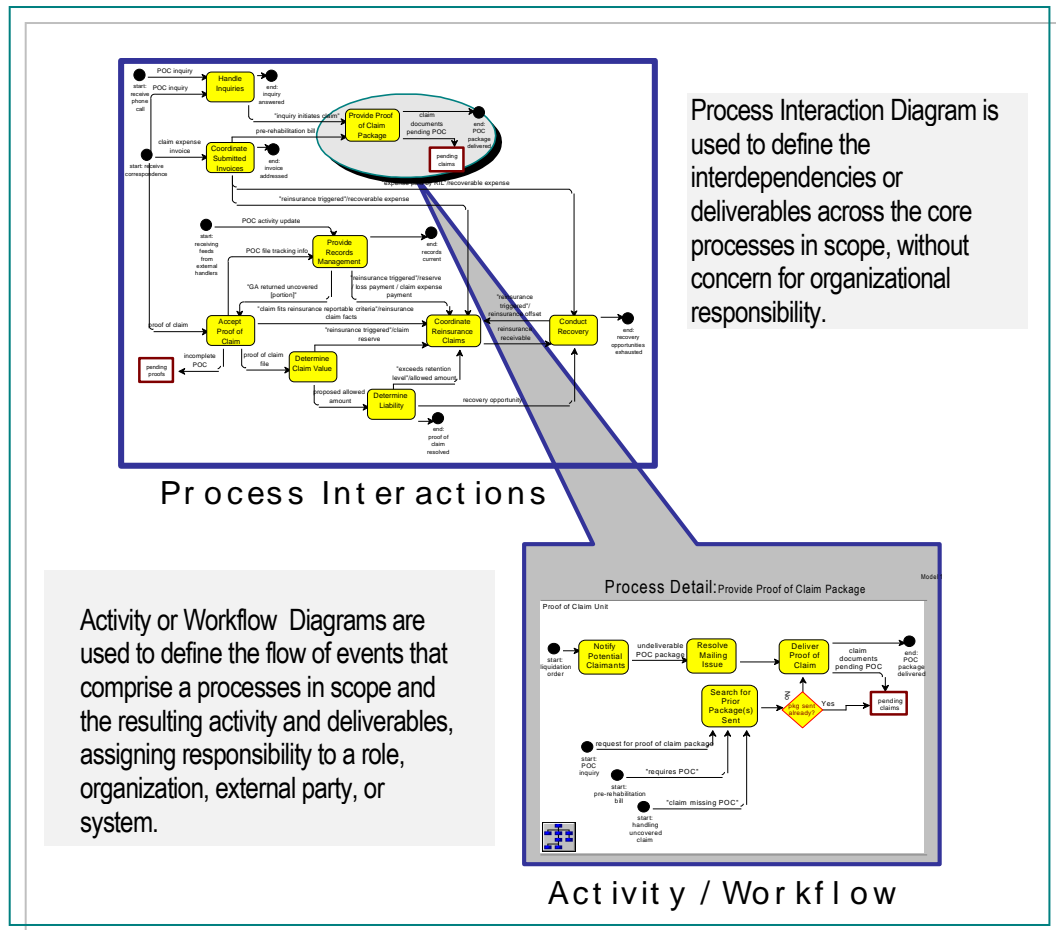 POC inquiry
POC inquiry
start:
receive
phone
call
Handle
Inquiries
end:
inquiry
answered
"inquiry initiates claim"
pre-rehabilitation bill
Provide Proof
of Claim
Package
claim
documents
pending POC
end:
POC
package
delivered
pending
claims
claim expense
invoice
start: receive
correspondence
Coordinate
Submitted
Invoices
end:
invoice
addressed
RIL /recoverable expense
"reinsurance triggered"/recoverable expense
POC activity update
start:
receiving
feeds
from
external
handlers
POC file tracking info
Provide
Records
Management
end:
records
current
"GA returned uncovered
[portion]"
"reinsurance triggered"/reserve
/ loss payment / claim expense
payment
"claim fits reinsurance reportable criteria"/reinsurance
claim facts
"reinsurance triggered"/claim
reserve
proof of claim
Accept
Proof of
Claim
Coordinate
Reinsurance
Claims
"reinsurance
triggered"/
reinsurance offset
reinsurance
receivable
Conduct
Recovery
end:
recovery
opportunities
exhausted
incomplete
POC
pending
proofs
proof of claim
file
Determine
Claim Value
"exceeds retention
level"/allowed amount
proposed allowed
amount
Determine
Liability
recovery opportunity
end:
proof of
claim
resolved
Process Interactions
Process Interaction Diagram is
used to define the
interdependencies or
deliverables across the core
processes in scope, without
concern for organizational
responsibility.
Activity or Workflow Diagrams are
used to define the flow of events that
comprise a processes in scope and
the resulting activity and deliverables,
assigning responsibility to a role,
organization, external party, or
system.
Process Detail: Provide Proof of Claim Package
Proof of Claim Unit
start:
liquidation
order
Notify
Potential
Claimants
undeliverable
POC package
Resolve
Mailing
Issue
Deliver
Proof of
Claim
claim
documents
pending POC
end:
POC
package
delivered
pending
claims
Search for
Prior
Package(s)
Sent
No
pkg sent
already?
Yes
request for proof of claim package
start:
POC
inquiry
"requires POC"
start:
pre-rehabilitation
bill
"claim missing POC"
start:
handling
uncovered
claim
Activity / Workflow